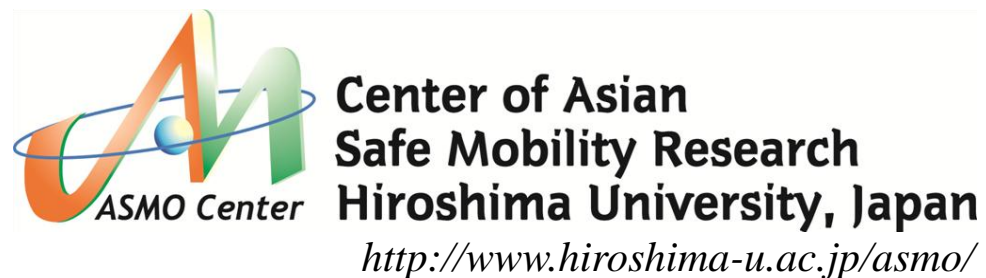 ASMO Center
Center of Asian
Safe Mobility Research
Hiroshima University, Japan
http://www.hiroshima-u.ac.jp/asmo/